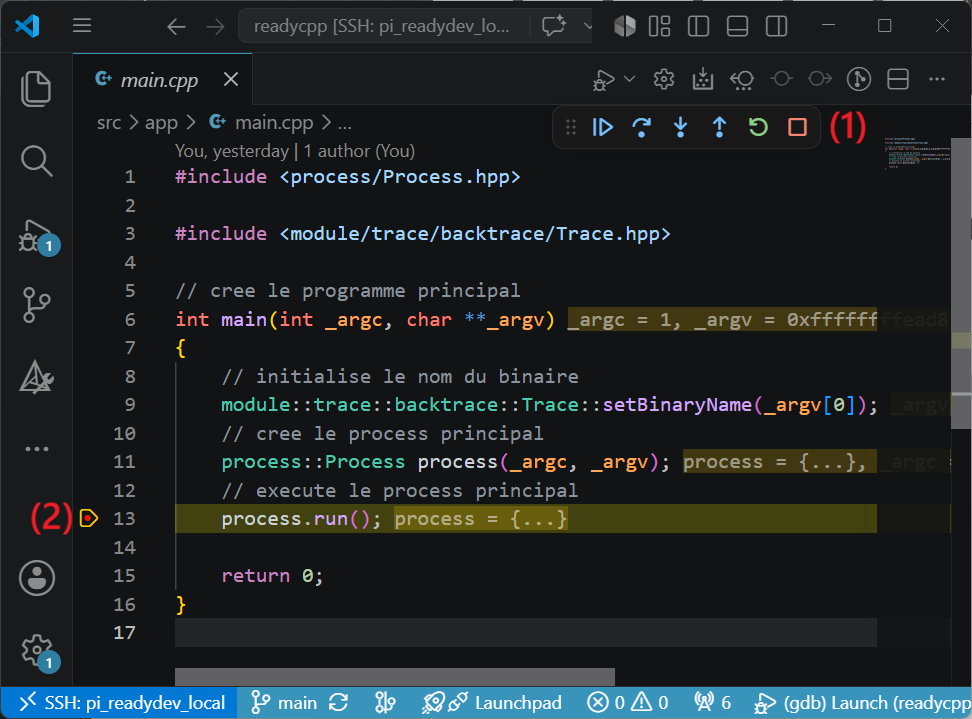 readycpp [SSH: pi_readydev_lo...
main.cpp
src > app > main.cpp > ...
(1)
You, yesterday | 1 author (You)
1 #include <process/Process.hpp>
2
3 #include <module/trace/backtrace/Trace.hpp>
4
5 // cree le programme principal
6 int main(int _argc, char **_argv) _argc = 1, _argv = 0xffffffffead8
7 {
8 // initialise le nom du binaire
9 module::trace::backtrace::Trace::setBinaryName(_argv[0]); _argv
10 // cree le process principal
11 process::Process process(_argc, _argv); process = {...}, _argc =
12 // execute le process principal
(2) 13 process.run(); process = {...}
14
15 return 0;
16 }
17
1
1
SSH: pi_readydev_local main Launchpad 0 0 6 (gdb) Launch (readycpp